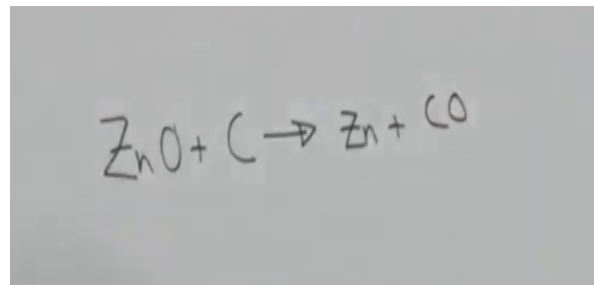 ZnO + C → Zn + CO